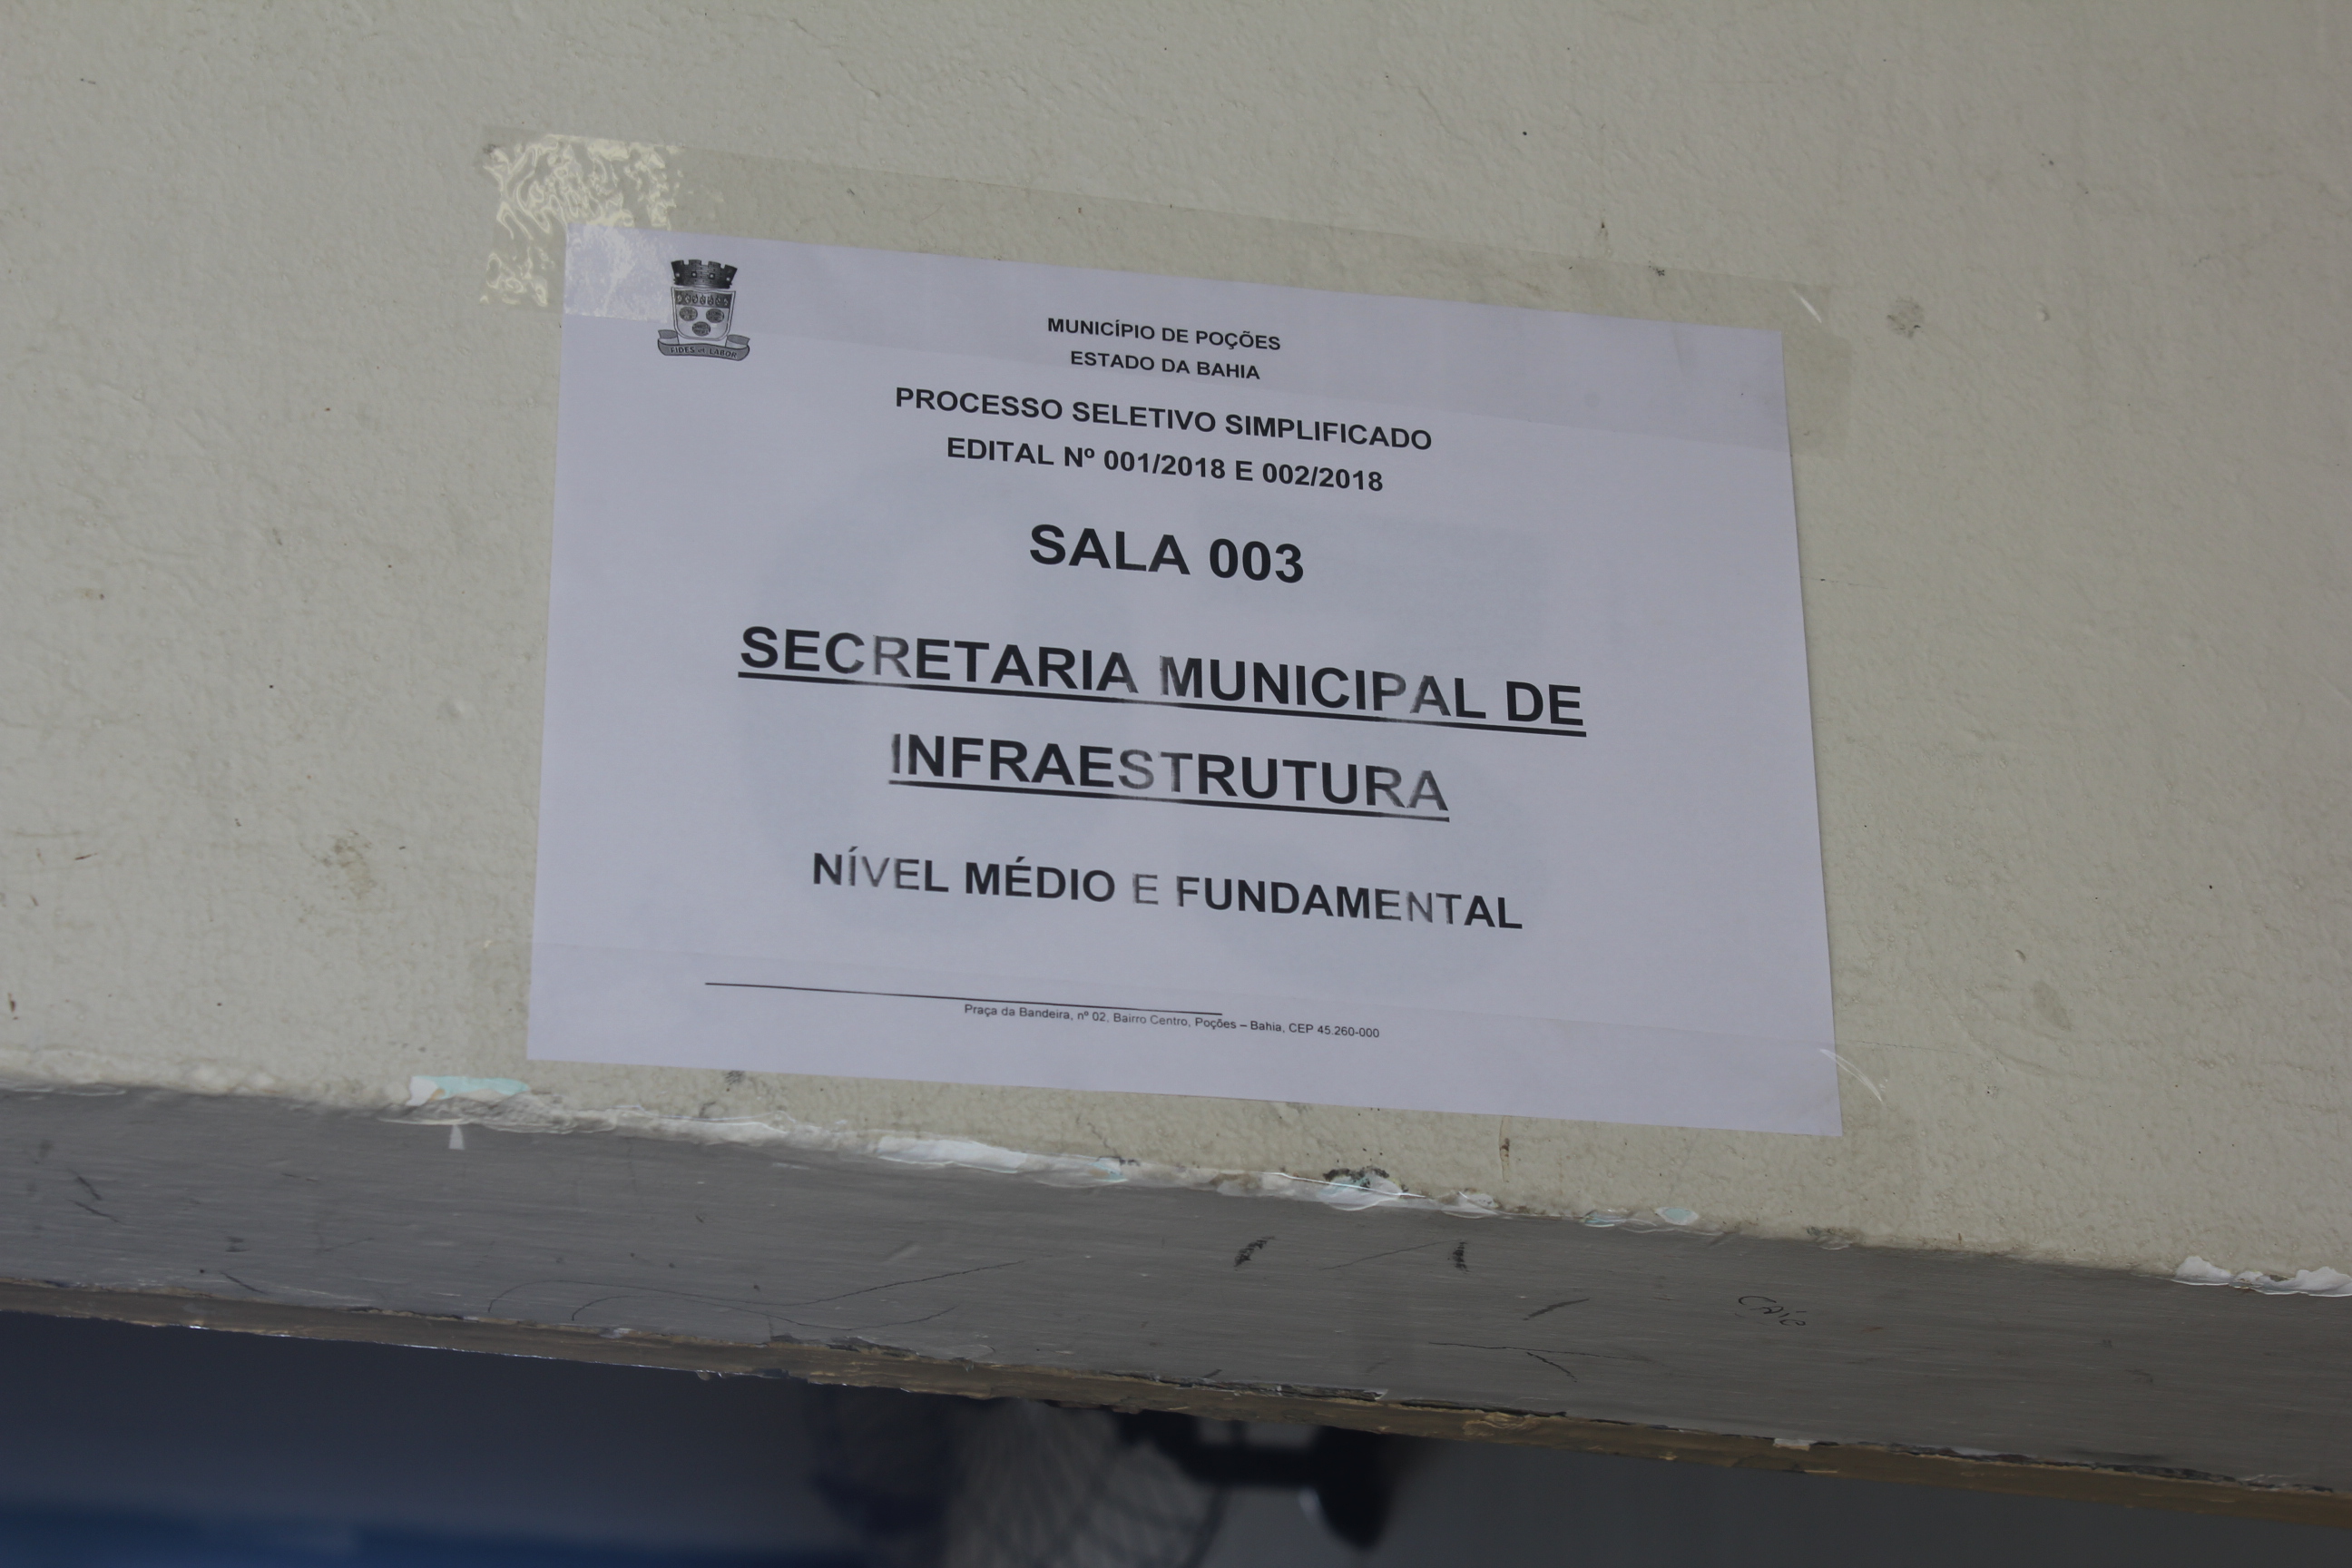 FIDES et LABOR
MUNICÍPIO DE POÇÕES
ESTADO DA BAHIA
PROCESSO SELETIVO SIMPLIFICADO
EDITAL Nº 001/2018 E 002/2018
SALA 003
SECRETARIA MUNICIPAL DE
INFRAESTRUTURA
NÍVEL MÉDIO E FUNDAMENTAL
Praça da Bandeira, nº 02, Bairro Centro, Poções – Bahia, CEP 45.260-000